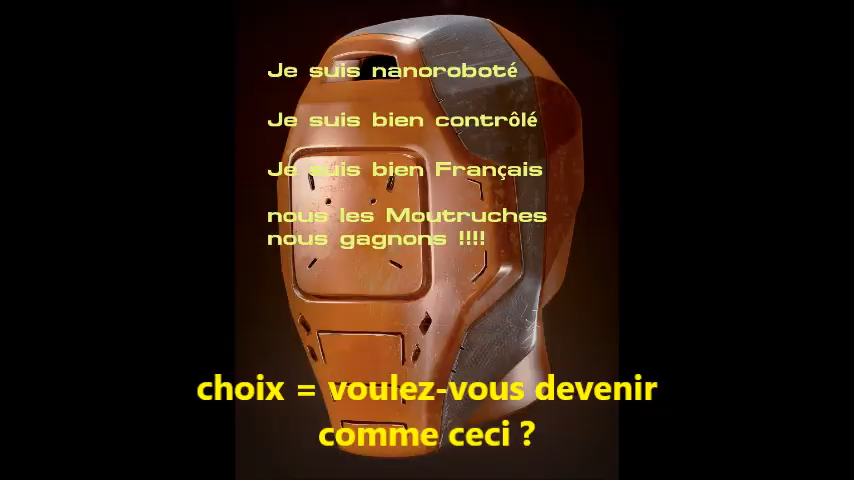 Je suis nanoroboté
Je suis bien contrôlé
Je suis bien Français
nous les Moutruches
nous gagnons !!!!
choix = voulez-vous devenir
comme ceci ?